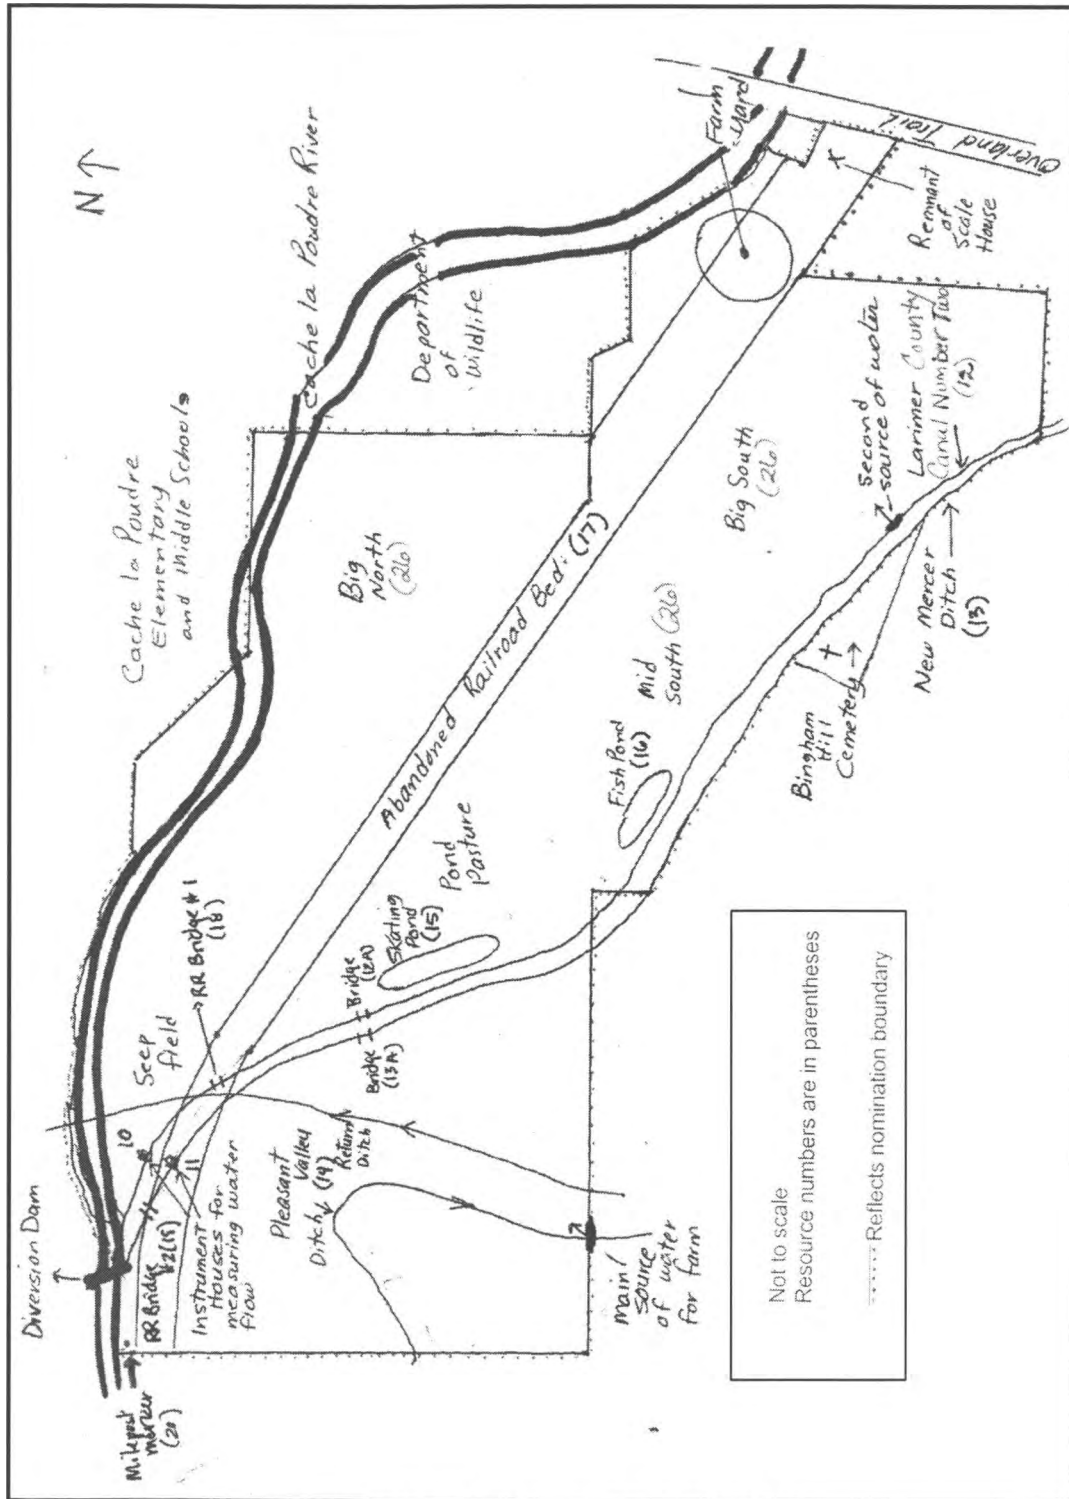 N
Cache la Poudre River
Cache la Poudre
Elementary
and Middle Schools
Department
of
Wildlife
Farm
Yard
Overland Trail
Remnant
of
Scale
House
Big
North
(26)
Abandoned Railroad Bed (17)
Big South
(26)
Mid
South (26)
Second
source of water
Larimer County
Canal Number Two
(12)
New Mercer
Ditch
(13)
Bingham
Hill
Cemetery
Fish Pond
(16)
Pond
Pasture
Skating
Pond
(15)
Bridge
(12A)
Bridge
(13A)
RR Bridge #1
(18)
Seep
field
10
11
Diversion Dam
Milepost
marker
(20)
RR Bridge
Instrument
Houses for
measuring water
flow
Pleasant
Valley
Ditch (19)
Return
Ditch
main
source
of water
for farm
Not to scale
Resource numbers are in parentheses
······ Reflects nomination boundary